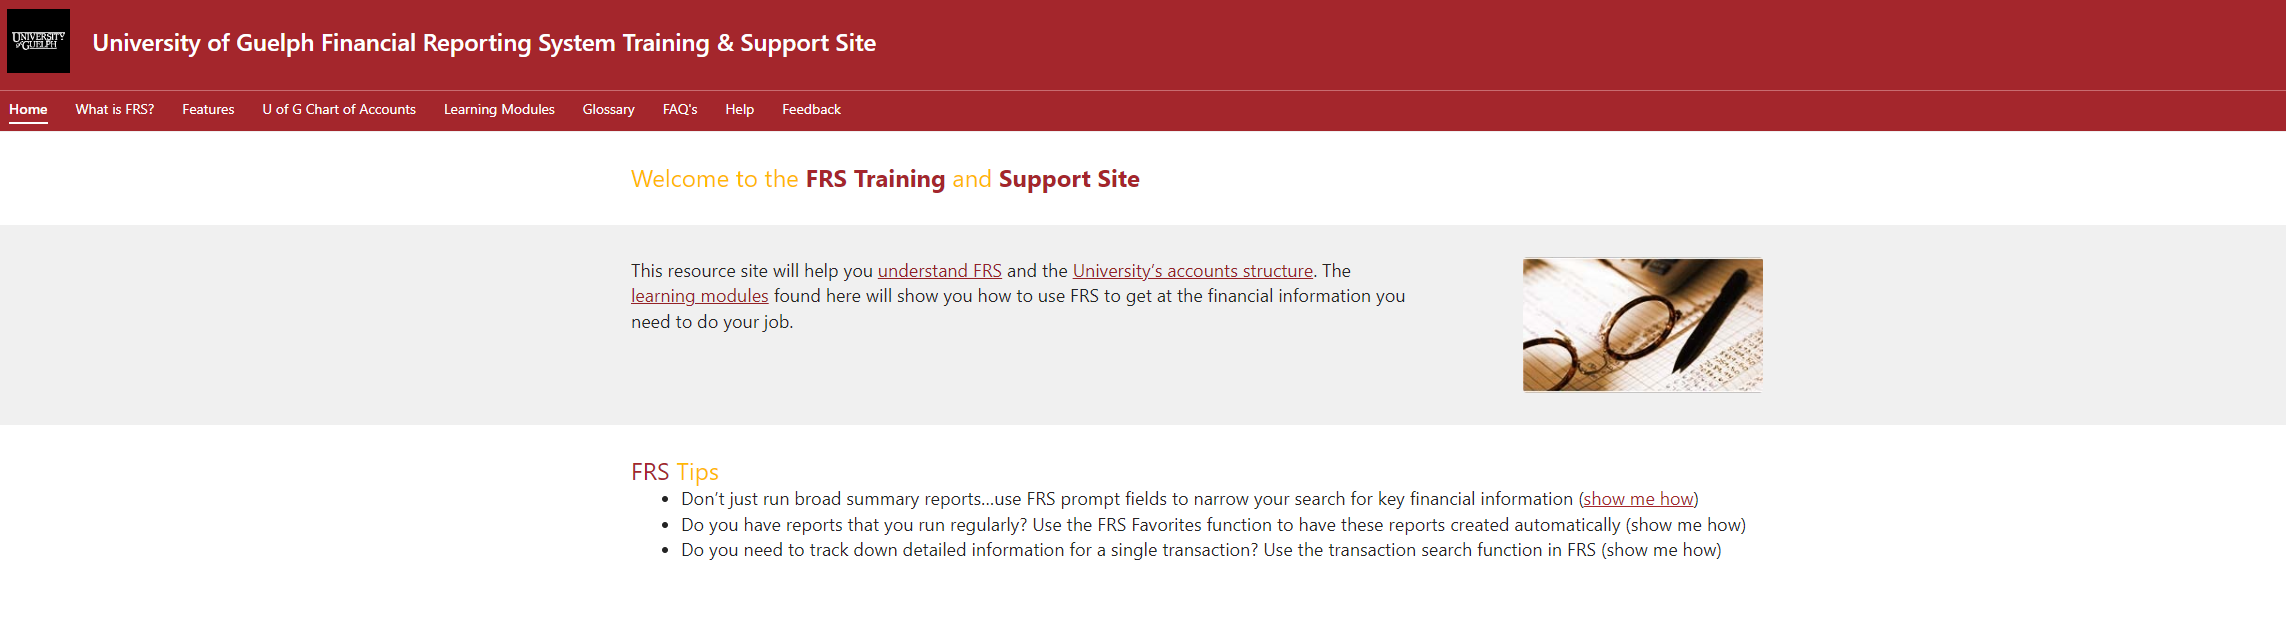 UNIVERSITY
of GUELPH
University of Guelph Financial Reporting System Training & Support Site
Home What is FRS? Features U of G Chart of Accounts Learning Modules Glossary FAQ's Help Feedback
Welcome to the FRS Training and Support Site
This resource site will help you understand FRS and the University’s accounts structure. The
learning modules found here will show you how to use FRS to get at the financial information you
need to do your job.
FRS Tips
• Don’t just run broad summary reports...use FRS prompt fields to narrow your search for key financial information (show me how)
• Do you have reports that you run regularly? Use the FRS Favorites function to have these reports created automatically (show me how)
• Do you need to track down detailed information for a single transaction? Use the transaction search function in FRS (show me how)